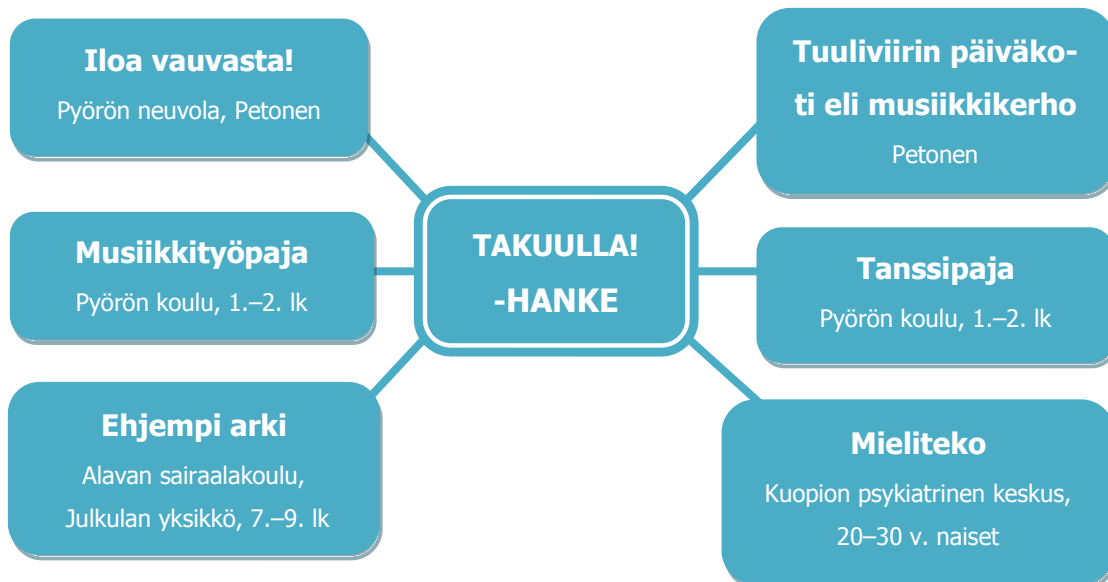 Iloa vauvasta!
Pyörön neuvola, Petonen
Musiikkityöpaja
Pyörön koulu, 1.–2. lk
Ehjempi arki
Alavan sairaalakoulu,
Julkulan yksikkö, 7.–9. lk
TAKUULLA!
-HANKE
Tuuliviirin päiväko-
ti eli musiikkikerho
Petonen
Tanssipaja
Pyörön koulu, 1.–2. lk
Mieliteko
Kuopion psykiatrinen keskus,
20–30 v. naiset